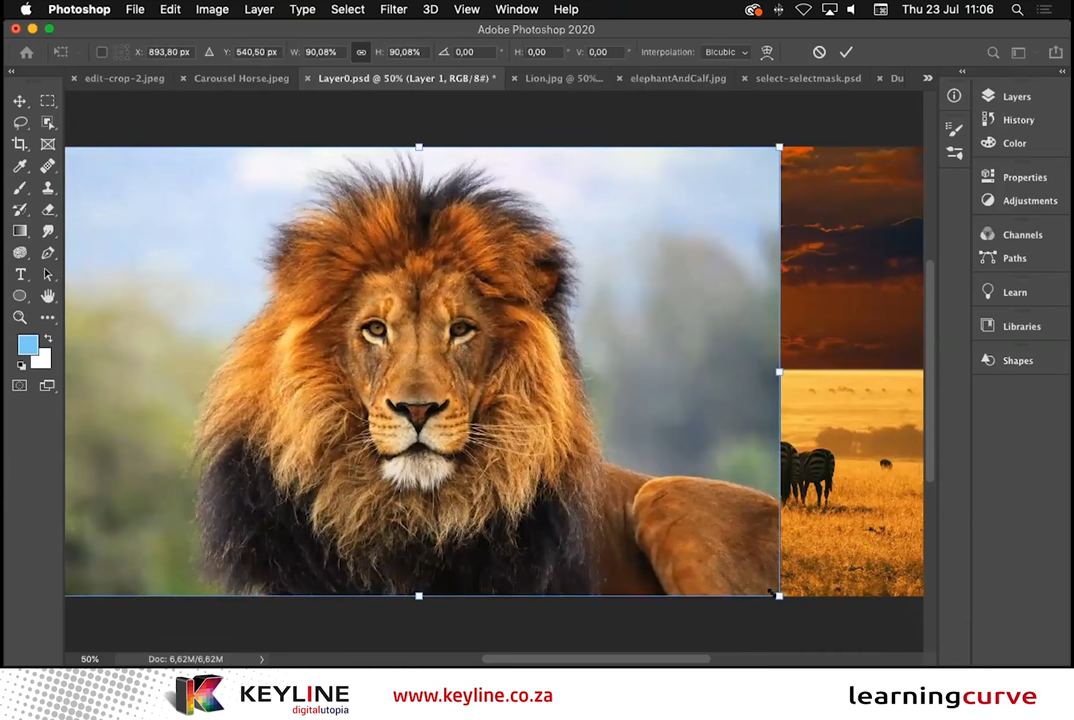 Photoshop File Edit Image Layer Type Select Filter 3D View Window Help Thu 23 Jul 11:06
Adobe Photoshop 2020
X: 893,80 px Y: 540,50 px W: 90,08% H: 90,08% 0,00 ° H: 0,00 ° V: 0,00 ° Interpolation: Bicubic
edit-crop-2.jpeg Carousel Horse.jpeg Layer0.psd @ 50% (Layer 1, RGB/8#) * Lion.jpg @ 50%... elephantAndCalf.jpg select-selectmask.psd Du
Layers
History
Color
Properties
Adjustments
Channels
Paths
Learn
Libraries
Shapes
50% Doc: 6,62M/6,62M
KEYLINE
digitalutopia
www.keyline.co.za
learningcurve